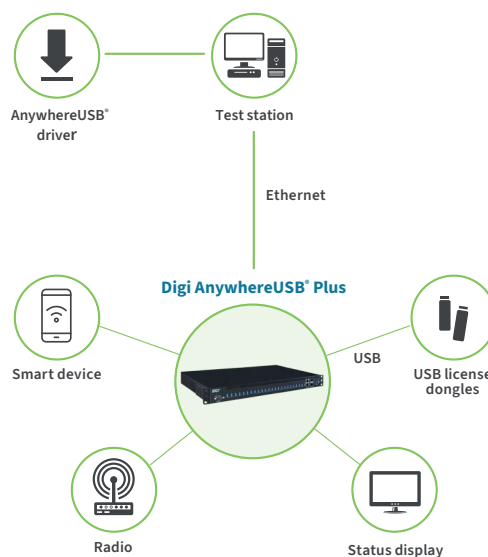 AnywhereUSB®
driver
Test station
Ethernet
Digi AnywhereUSB® Plus
Smart device
USB
USB license
dongles
Radio
Status display